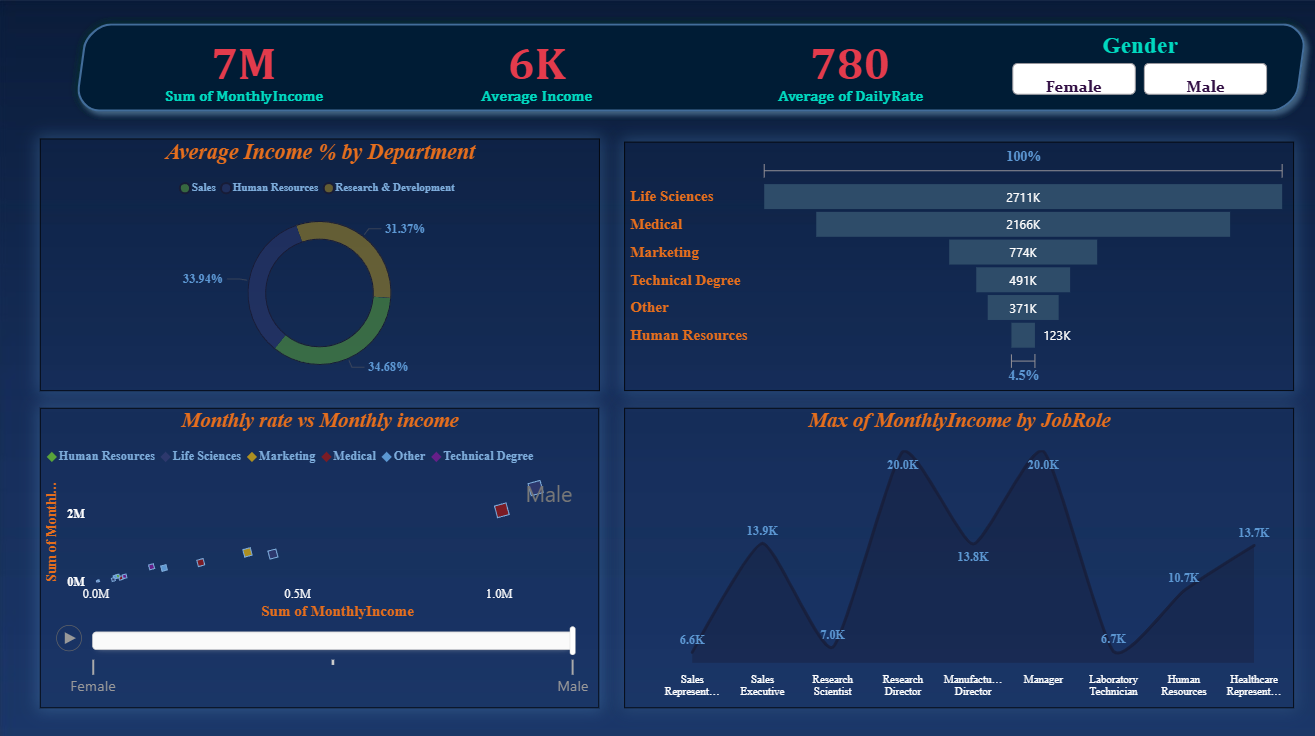 7M
Sum of MonthlyIncome
6K
Average Income
780
Average of DailyRate
Gender
Female
Male
Average Income % by Department
Sales Human Resources Research & Development
31.37%
33.94%
34.68%
100%
Life Sciences 2711K
Medical 2166K
Marketing 774K
Technical Degree 491K
Other 371K
Human Resources 123K
4.5%
Monthly rate vs Monthly income
Human Resources Life Sciences Marketing Medical Other Technical Degree
Male
Sum of Monthl...
2M
0M
0.0M 0.5M 1.0M
Sum of MonthlyIncome
Female Male
Max of MonthlyIncome by JobRole
6.6K
13.9K
7.0K
20.0K
13.8K
20.0K
6.7K
10.7K
13.7K
Sales
Represent...
Sales
Executive
Research
Scientist
Research
Director
Manufactu...
Director
Manager
Laboratory
Technician
Human
Resources
Healthcare
Represent...